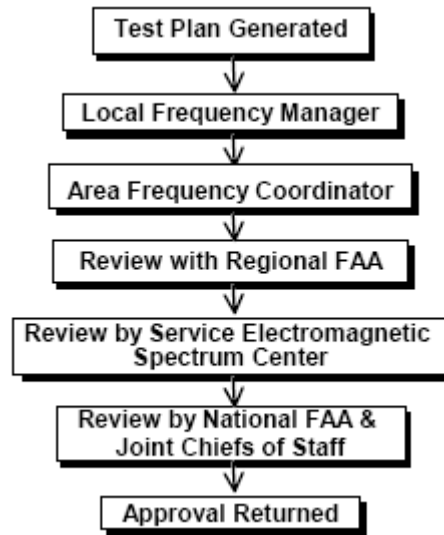 Test Plan Generated
Local Frequency Manager
Area Frequency Coordinator
Review with Regional FAA
Review by Service Electromagnetic
Spectrum Center
Review by National FAA &
Joint Chiefs of Staff
Approval Returned